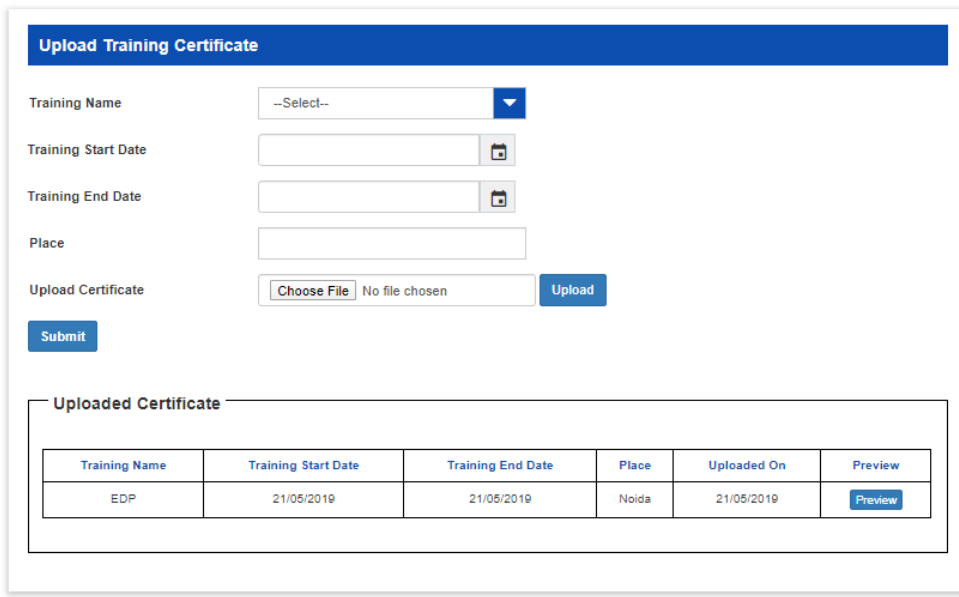 Upload Training Certificate
Training Name --Select--
Training Start Date
Training End Date
Place
Upload Certificate Choose File No file chosen Upload
Submit
Uploaded Certificate
Training Name Training Start Date Training End Date Place Uploaded On Preview
EDP 21/05/2019 21/05/2019 Noida 21/05/2019 Preview